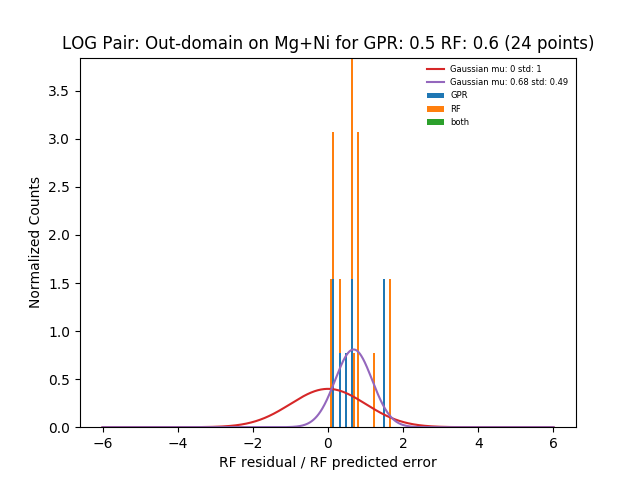 LOG Pair: Out-domain on Mg+Ni for GPR: 0.5 RF: 0.6 (24 points)
Gaussian mu: 0 std: 1
Gaussian mu: 0.68 std: 0.49
GPR
RF
both
Normalized Counts
3.5
3.0
2.5
2.0
1.5
1.0
0.5
0.0
−6 −4 −2 0 2 4 6
RF residual / RF predicted error